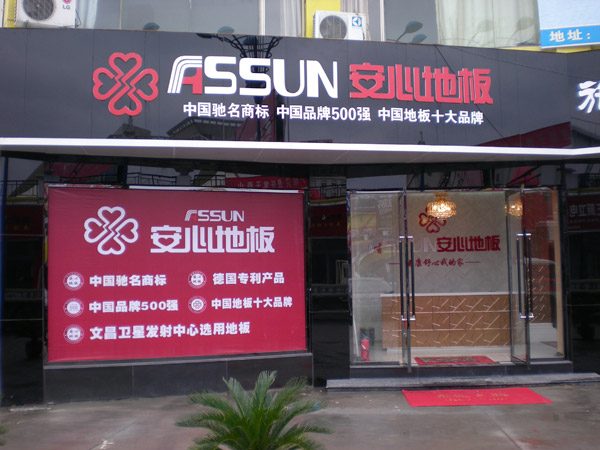 LG
地址:
ASSUN 安心地板
中国驰名商标 中国品牌500强 中国地板十大品牌
ASSUN
安心地板
中国驰名商标
德国专利产品
中国品牌500强
中国地板十大品牌
文昌卫星发射中心选用地板
安心地板